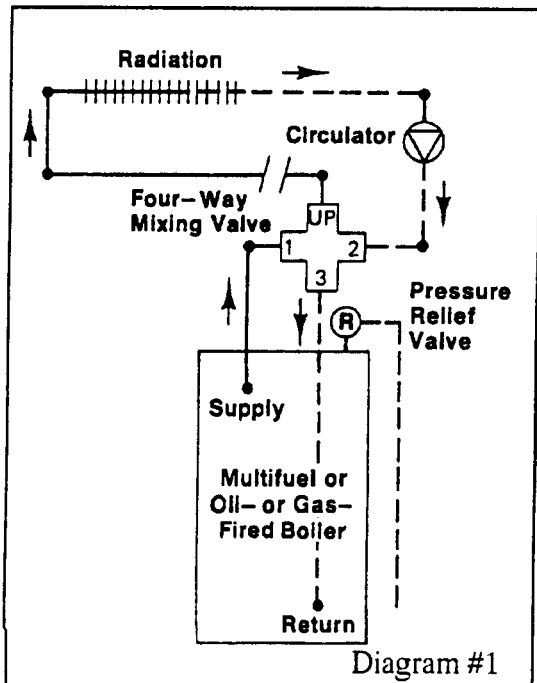 Radiation
Circulator
Four-Way
Mixing Valve
UP
1
2
3
Pressure
Relief
Valve
R
Supply
Multifuel or
Oil- or Gas-
Fired Boiler
Return
Diagram #1